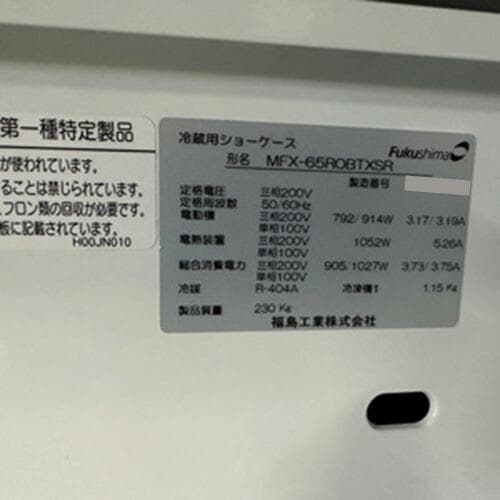 第一種特定製品
が使われています。
ることは禁じられています。
フロン類の回収が必要です。
板に記載されています。
H00JN010
冷蔵用ショーケース
Fukushima
形名 MFX-65ROBTXSR
製造番号
定格電圧 三相200V
定格周波数 50/60Hz
電動機 三相200V 792/914W 3.17/3.19A
単相100V
電熱装置 三相200V 1052W 5.26A
単相100V
総合消費電力 三相200V 905/1027W 3.73/3.75A
単相100V
冷媒 R-404A 冷凍機1 1.15Kg
製品質量 230Kg
福島工業株式会社